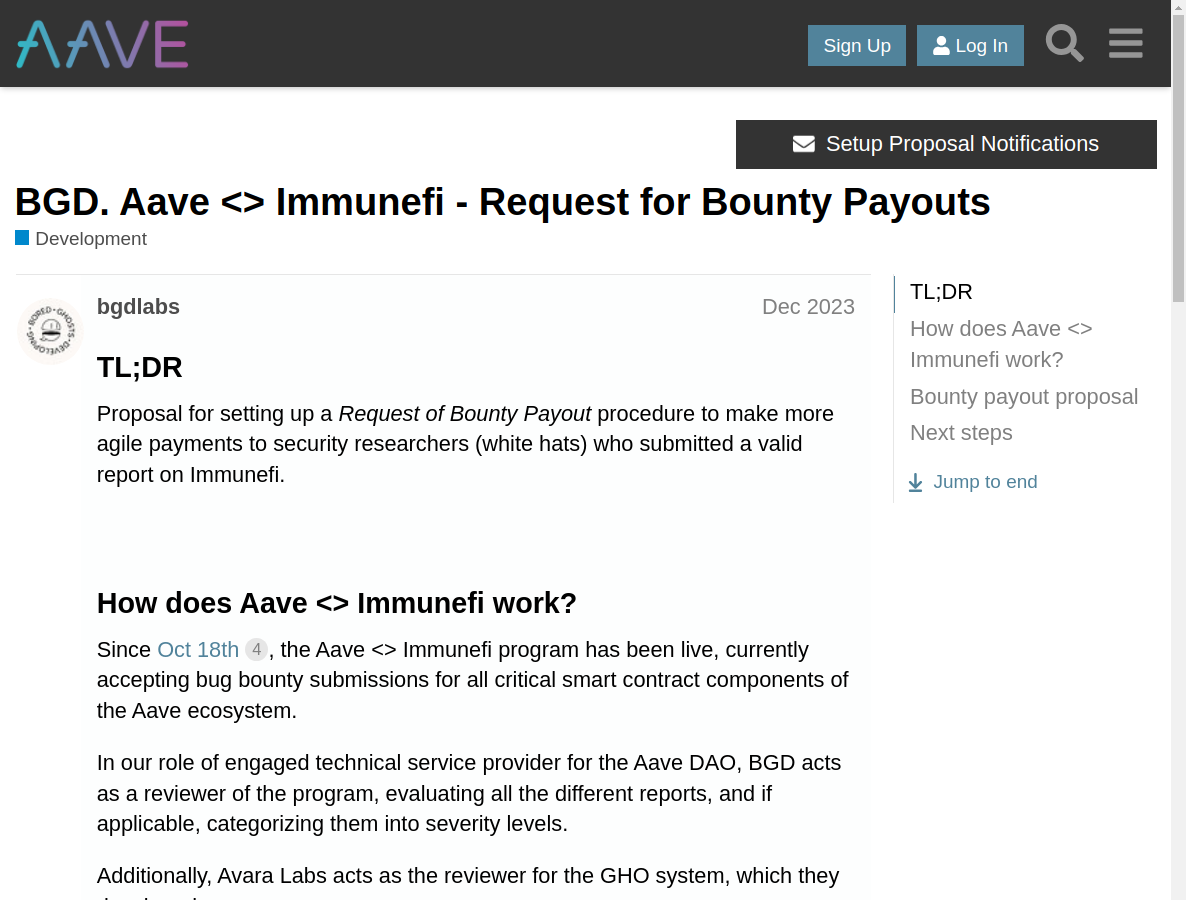 AAVE
Sign Up
Log In
Setup Proposal Notifications
BGD. Aave <> Immunefi - Request for Bounty Payouts
Development
bgdlabs
Dec 2023
BORED · GHOSTS · DEVELOPING
TL;DR
Proposal for setting up a Request of Bounty Payout procedure to make more
agile payments to security researchers (white hats) who submitted a valid
report on Immunefi.
How does Aave <> Immunefi work?
Since Oct 18th 4, the Aave <> Immunefi program has been live, currently
accepting bug bounty submissions for all critical smart contract components of
the Aave ecosystem.
In our role of engaged technical service provider for the Aave DAO, BGD acts
as a reviewer of the program, evaluating all the different reports, and if
applicable, categorizing them into severity levels.
Additionally, Avara Labs acts as the reviewer for the GHO system, which they
TL;DR
How does Aave <>
Immunefi work?
Bounty payout proposal
Next steps
Jump to end